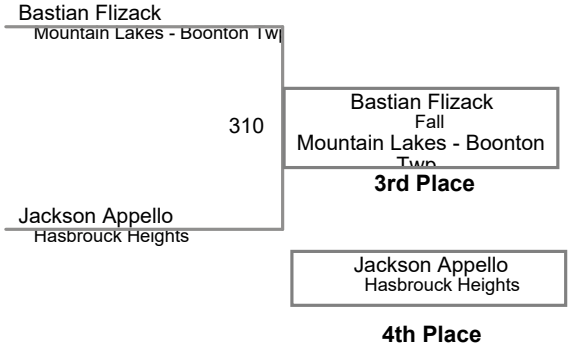 Bastian Flizack
Mountain Lakes - Boonton Twp
310
Bastian Flizack
Fall
Mountain Lakes - Boonton
Twp
3rd Place
Jackson Appello
Hasbrouck Heights
Jackson Appello
Hasbrouck Heights
4th Place